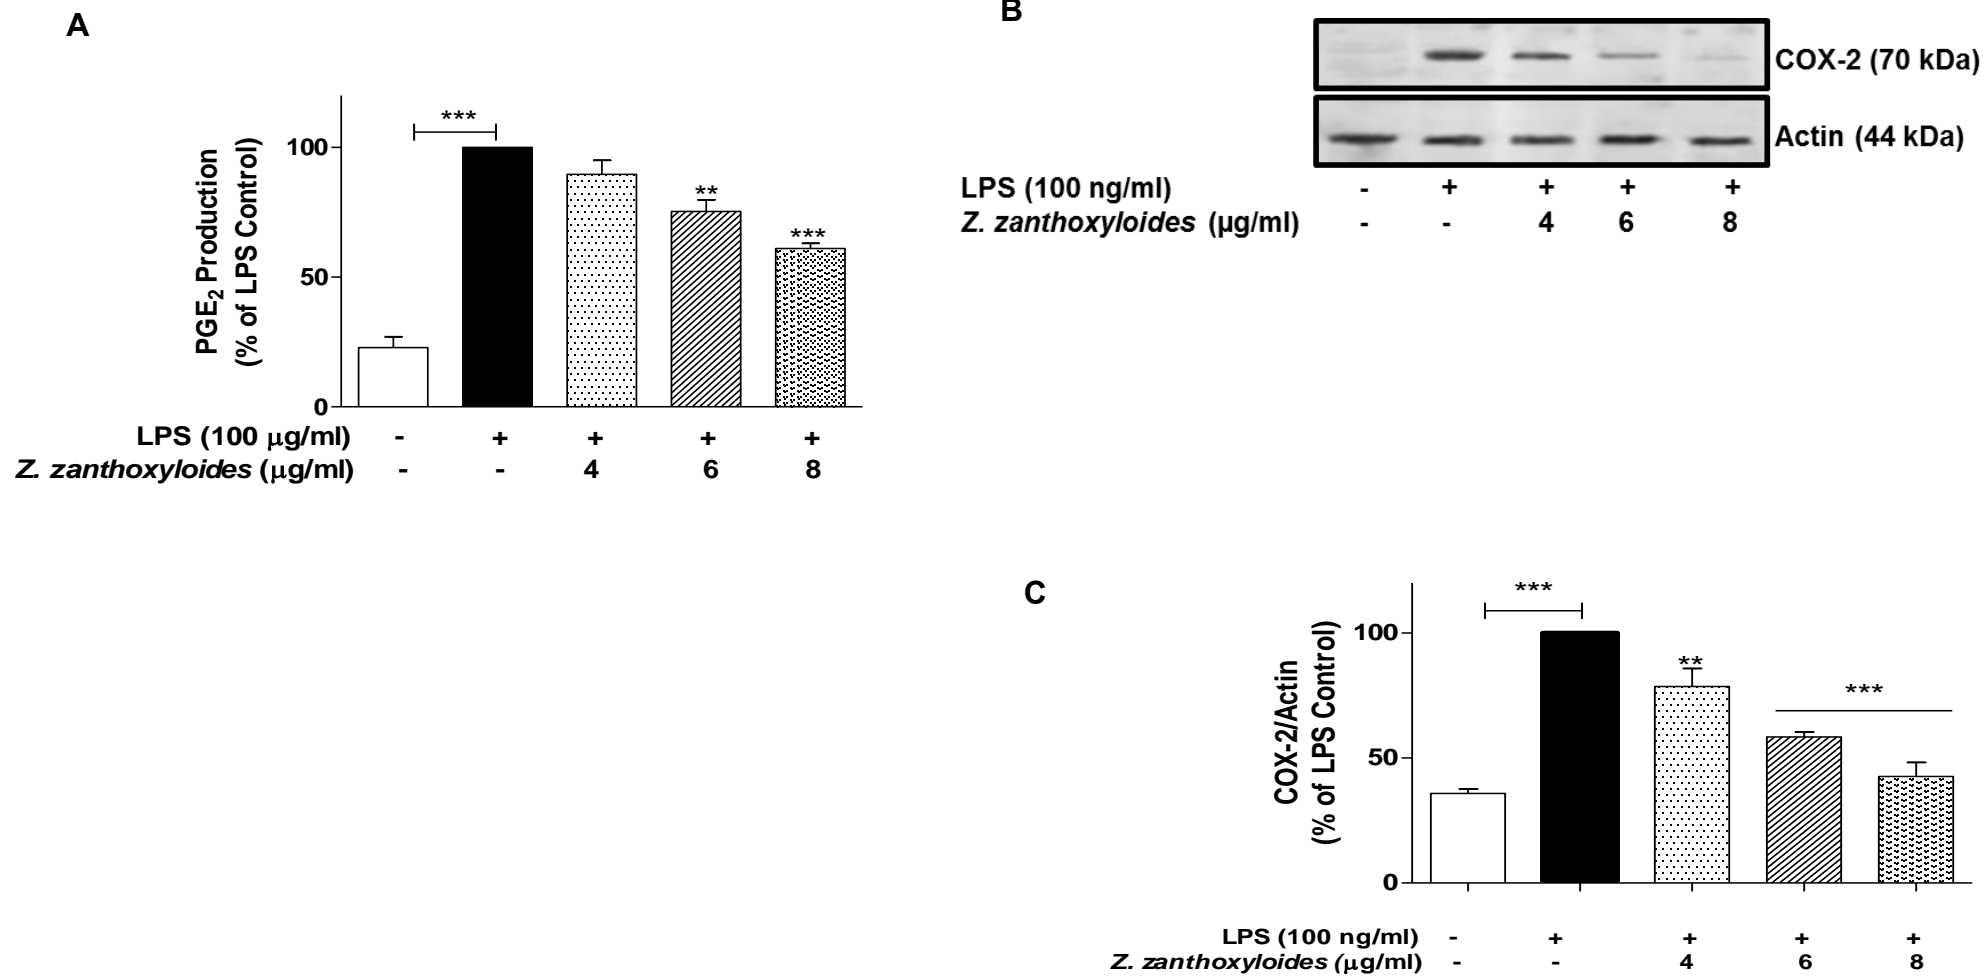 A
***
100
50
0
**
***
PGE2 Production
(% of LPS Control)
LPS (100 μg/ml) - + + + +
Z. zanthoxyloides (μg/ml) - - 4 6 8
B
COX-2 (70 kDa)
Actin (44 kDa)
LPS (100 ng/ml) - + + + +
Z. zanthoxyloides (μg/ml) - - 4 6 8
C
***
100
50
0
**
***
COX-2/Actin
(% of LPS Control)
LPS (100 ng/ml) - + + + +
Z. zanthoxyloides (μg/ml) - - 4 6 8